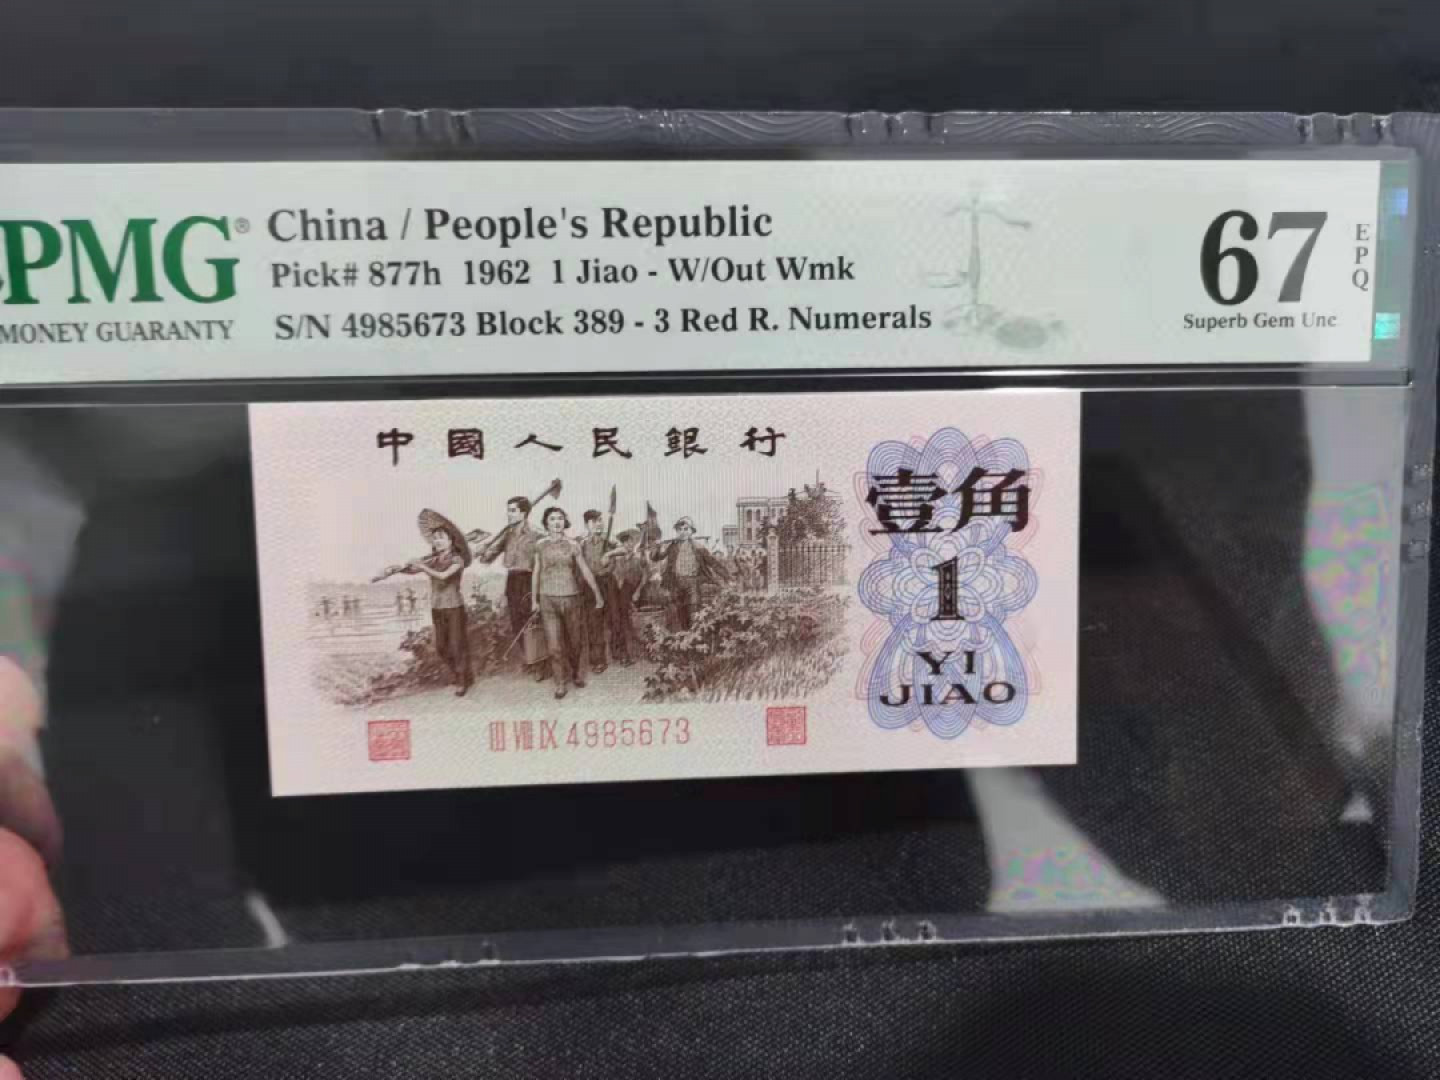 PMG®
MONEY GUARANTY
China / People's Republic
Pick# 877h 1962 1 Jiao - W/Out Wmk
S/N 4985673 Block 389 - 3 Red R. Numerals
67
EPQ
Superb Gem Unc
中國人民銀行
壹角
1
YI
JIAO
III VIII IX 4985673